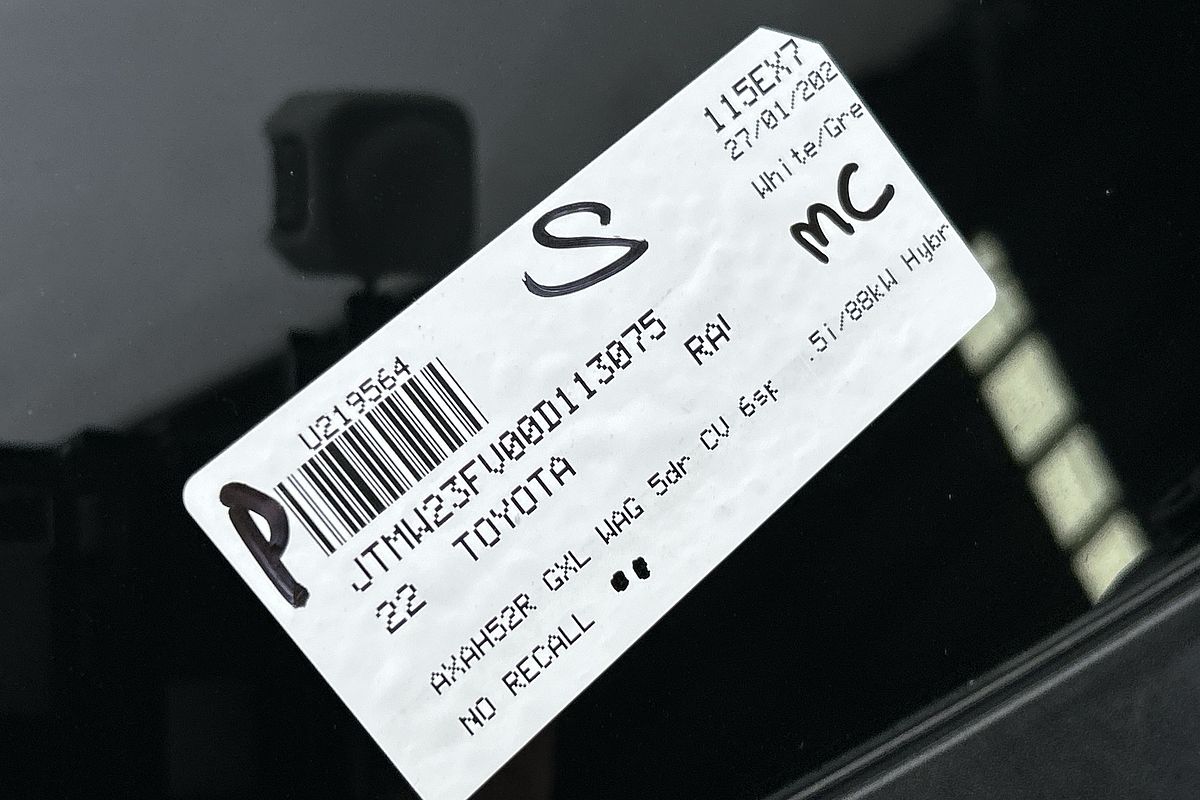 115EX7
27/01/202
White/Gre
S
MC
U219564
P
JTMW23FV00D113075
22 TOYOTA RA
AXAH52R GXL WAG 5dr CV 6sp .5i/88kW Hybr
NO RECALL